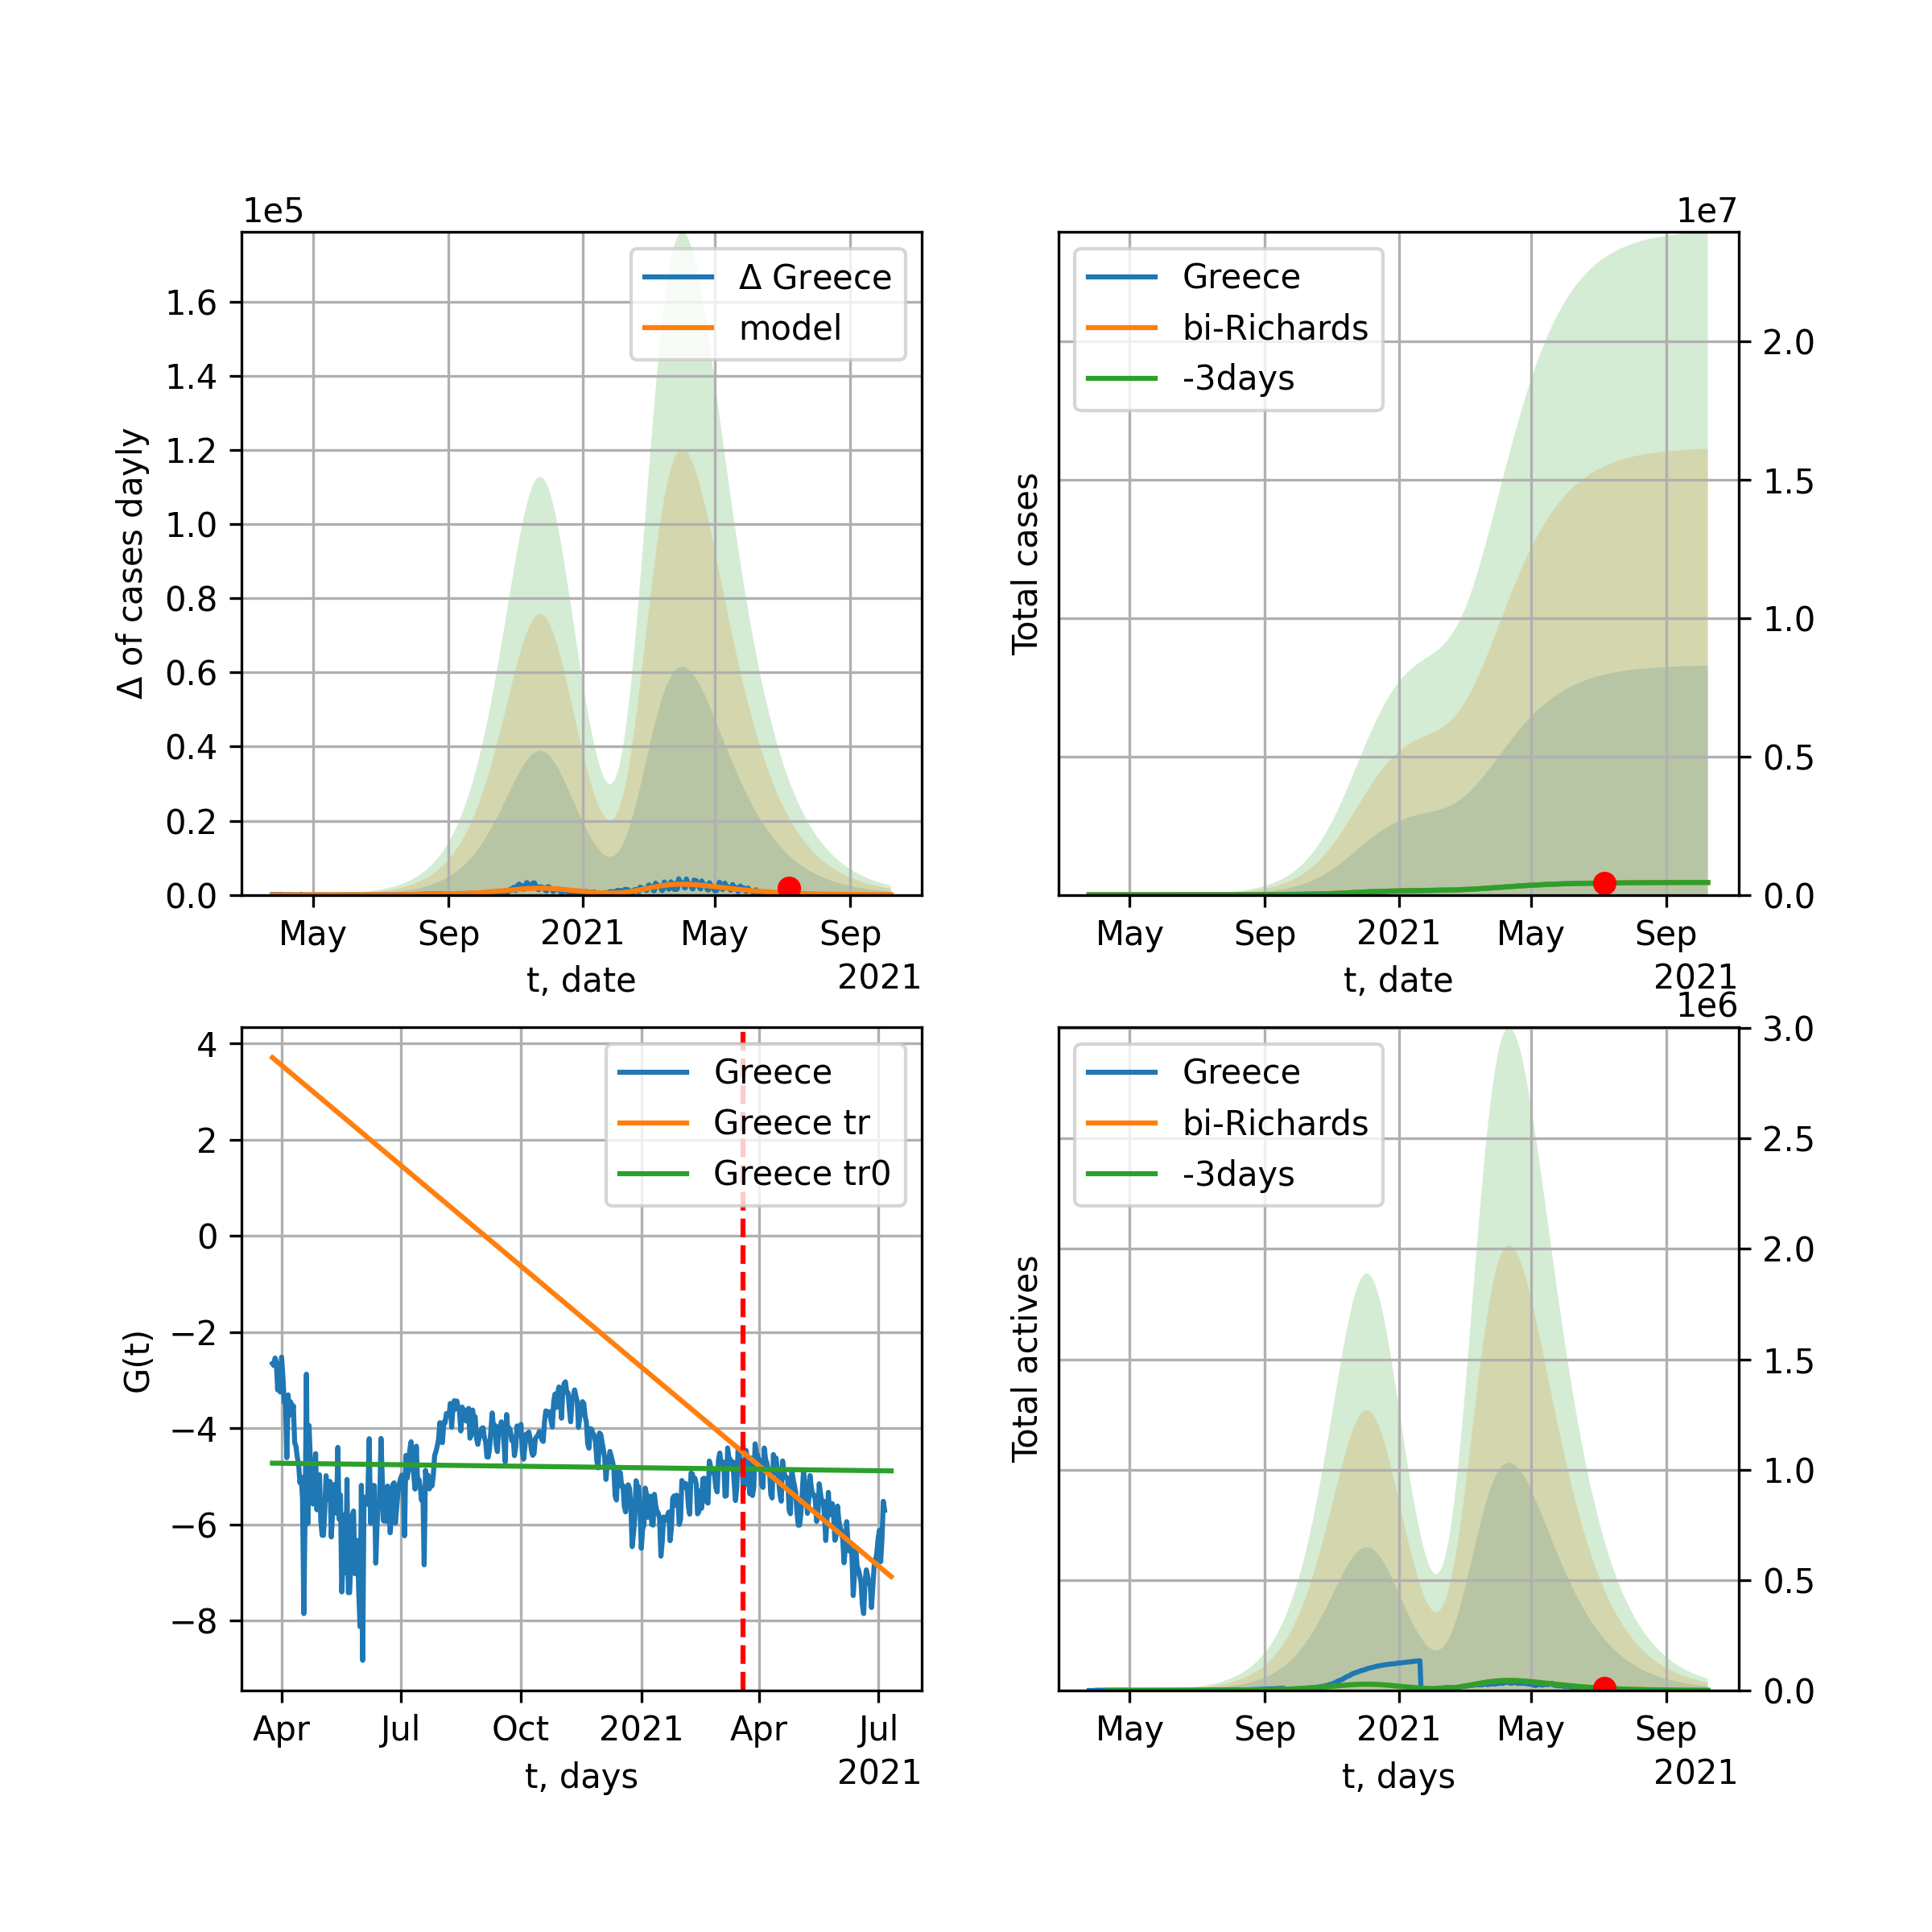 1e5
Δ of cases dayly
1.6
1.4
1.2
1.0
0.8
0.6
0.4
0.2
0.0
Δ Greece
model
May Sep 2021 May Sep
t, date
2021
1e7
Total cases
Greece
bi-Richards
-3days
2.0
1.5
1.0
0.5
0.0
May Sep 2021 May Sep
t, date
2021
G(t)
4
2
0
−2
−4
−6
−8
Greece
Greece tr
Greece tr0
Apr Jul Oct 2021 Apr Jul
t, days
2021
1e6
Total actives
Greece
bi-Richards
-3days
3.0
2.5
2.0
1.5
1.0
0.5
0.0
May Sep 2021 May Sep
t, days
2021